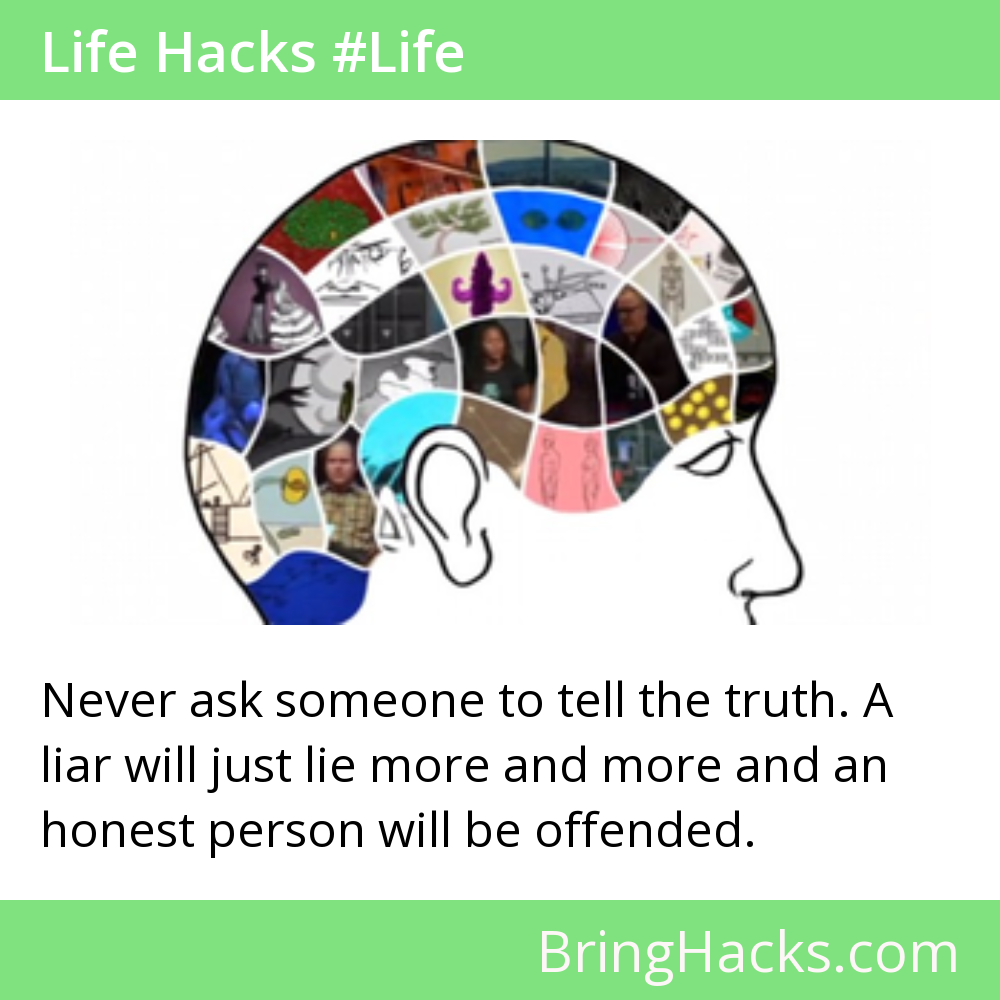 Life Hacks #Life
Never ask someone to tell the truth. A
liar will just lie more and more and an
honest person will be offended.
BringHacks.com